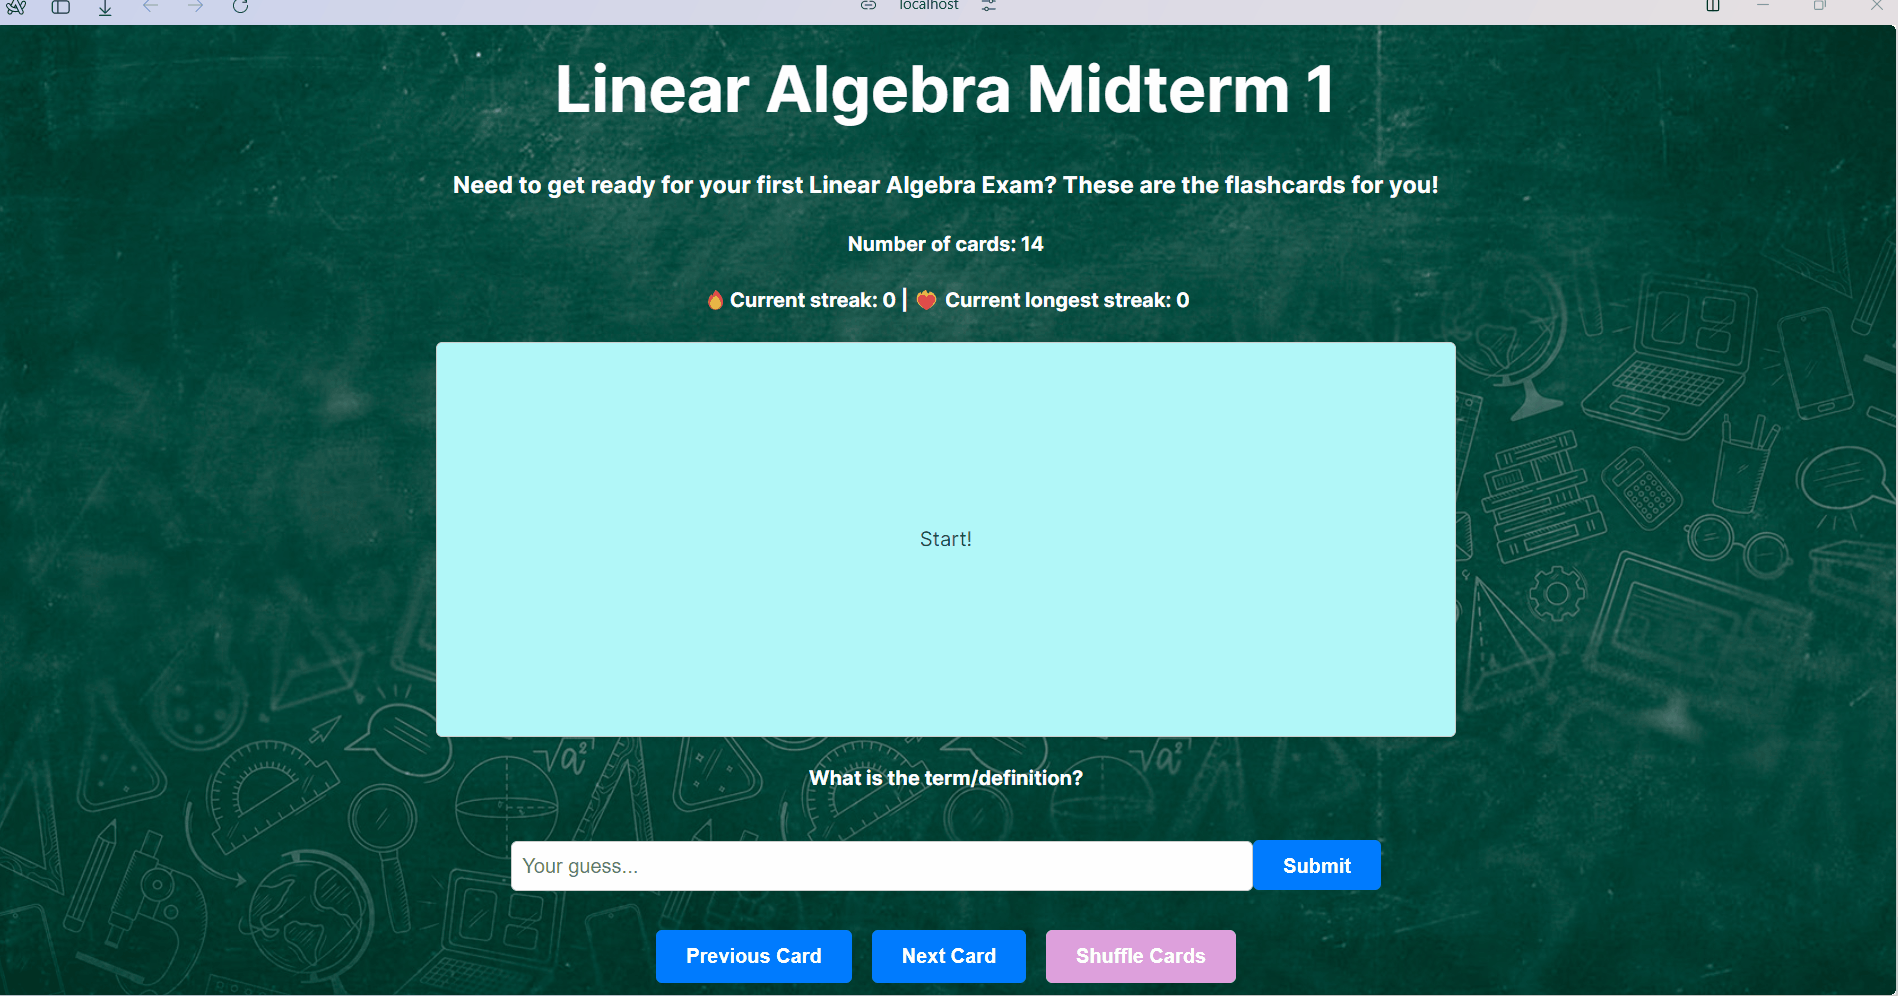 localhost
Linear Algebra Midterm 1
Need to get ready for your first Linear Algebra Exam? These are the flashcards for you!
Number of cards: 14
🔥 Current streak: 0 | ❤️‍🔥 Current longest streak: 0
Start!
What is the term/definition?
√a²
√a²
Your guess...
Submit
Previous Card
Next Card
Shuffle Cards